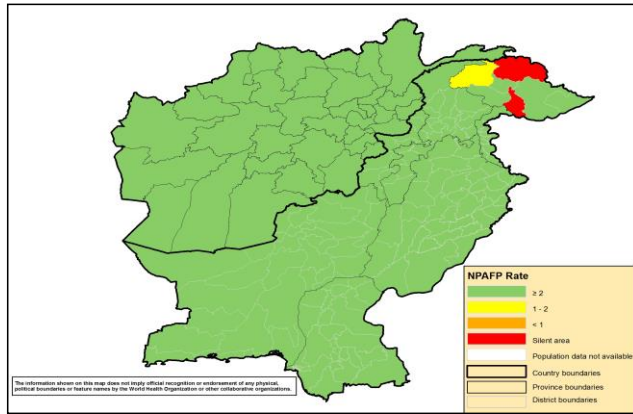 NPAFP Rate
≥ 2
1 - 2
< 1
Silent area
Population data not available
Country boundaries
Province boundaries
District boundaries
The information shown on this map does not imply official recognition or endorsement of any physical,
political boundaries or feature names by the World Health Organization or other collaborative organizations.